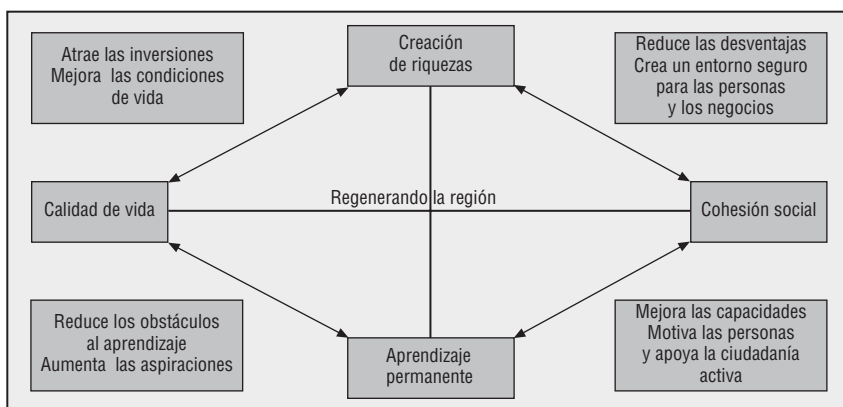 Atrae las inversiones
Mejora las condiciones
de vida
Creación
de riquezas
Reduce las desventajas
Crea un entorno seguro
para las personas
y los negocios
Calidad de vida
Regenerando la región
Cohesión social
Reduce los obstáculos
al aprendizaje
Aumenta las aspiraciones
Aprendizaje
permanente
Mejora las capacidades
Motiva las personas
y apoya la ciudadanía
activa